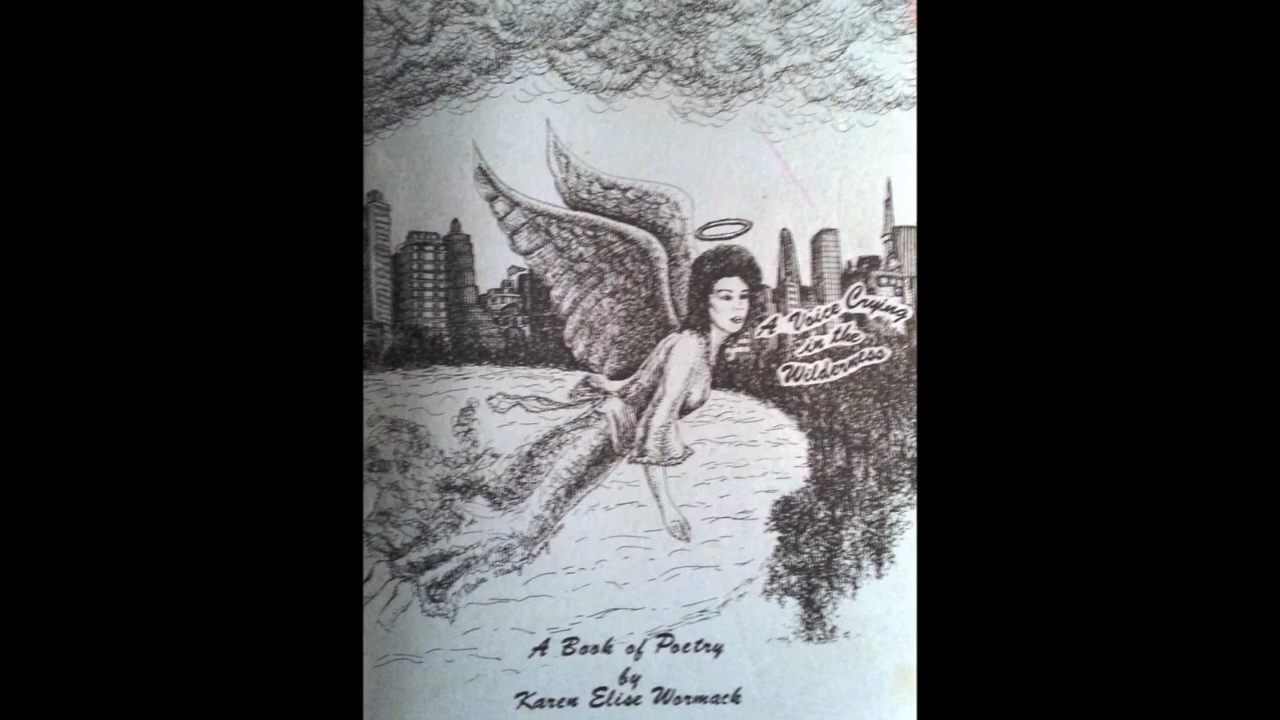 A Voice Crying
in the
Wilderness
A Book of Poetry
by
Karen Elise Wormack